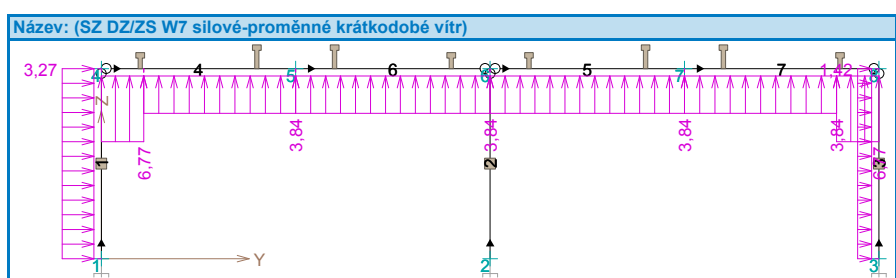 Název: (SZ DZ/ZS W7 silové-proměnné krátkodobé vítr)
3,27 4 4 5 6 6 5 7 7 1,42 8
Z
3,84 3,84 3,84 3,84
6,77
1 2 3
1 Y 2 3